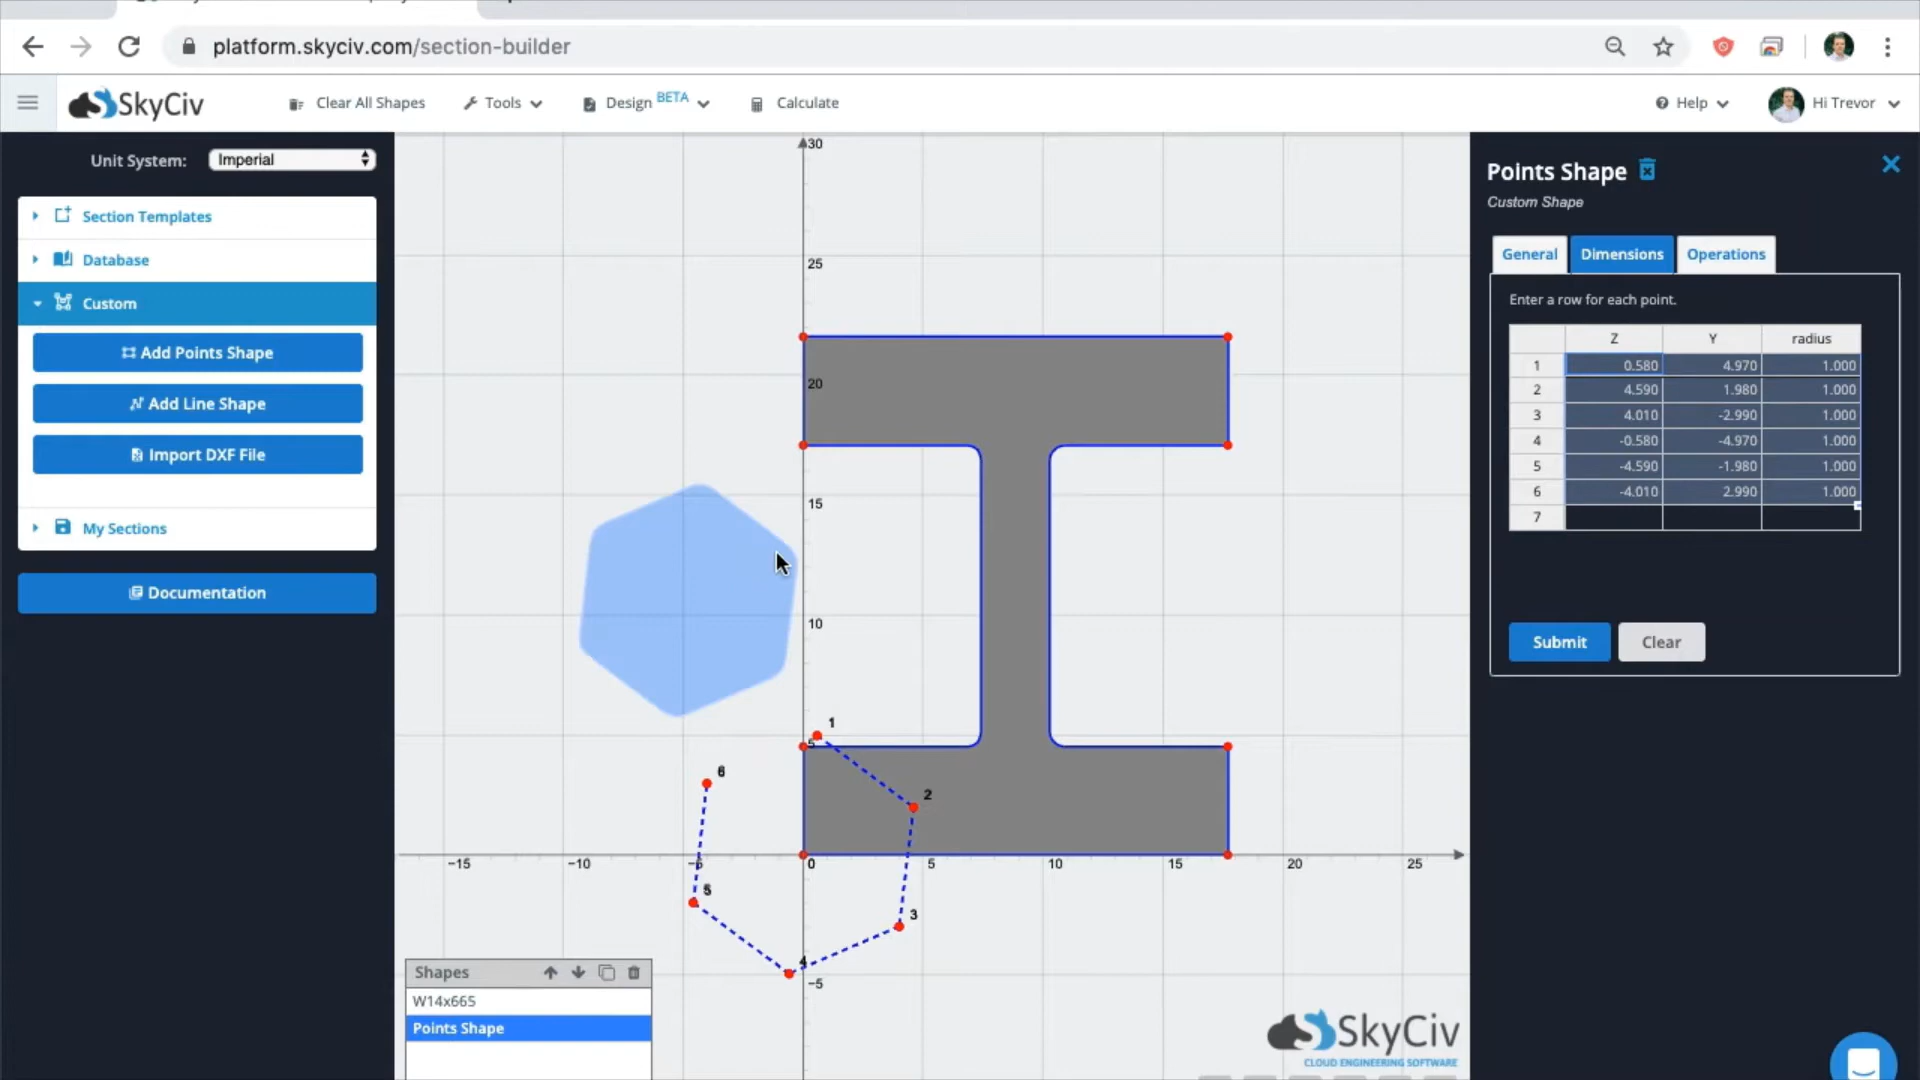 platform.skyciv.com/section-builder
SkyCiv
Clear All Shapes
Tools
Design BETA
Calculate
Help
Hi Trevor
Unit System:
Imperial
Section Templates
Database
Custom
Add Points Shape
Add Line Shape
Import DXF File
My Sections
Documentation
30
25
20
15
10
5
-5
-15
-10
-5
0
5
10
15
20
25
1
2
3
4
5
6
Shapes
W14x665
Points Shape
SkyCiv
CLOUD ENGINEERING SOFTWARE
Points Shape
Custom Shape
General
Dimensions
Operations
Enter a row for each point.
Z Y radius
1 0.580 4.970 1.000
2 4.590 1.980 1.000
3 4.010 -2.990 1.000
4 -0.580 -4.970 1.000
5 -4.590 -1.980 1.000
6 -4.010 2.990 1.000
7
Submit
Clear